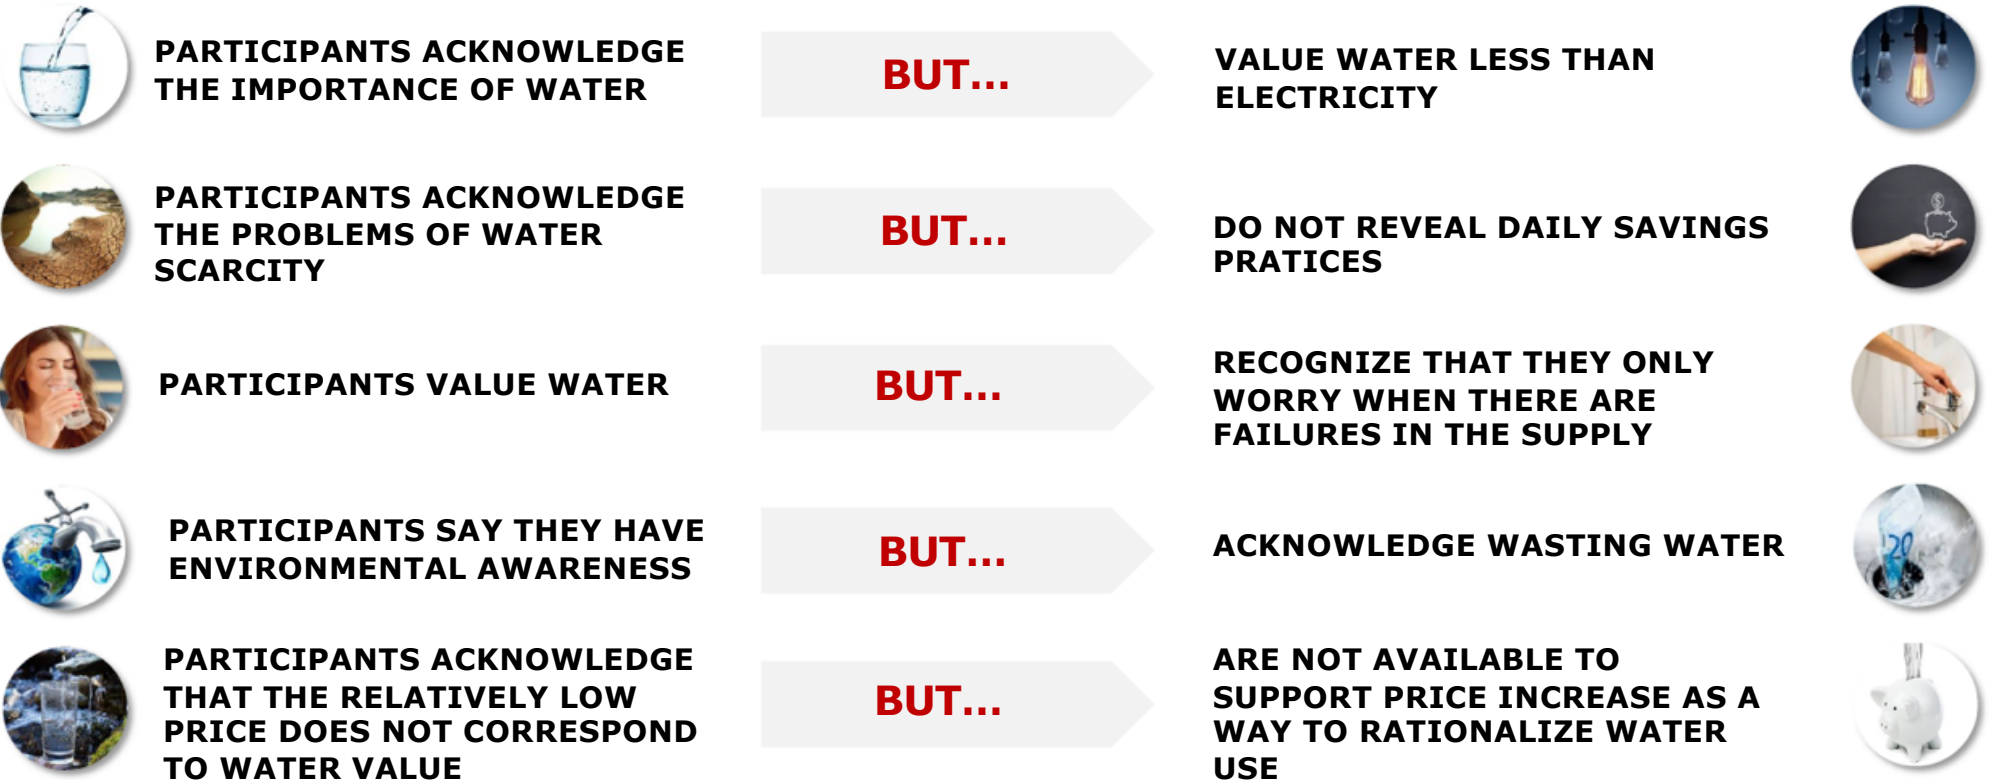 PARTICIPANTS ACKNOWLEDGE
THE IMPORTANCE OF WATER
BUT...
VALUE WATER LESS THAN
ELECTRICITY
PARTICIPANTS ACKNOWLEDGE
THE PROBLEMS OF WATER
SCARCITY
BUT...
DO NOT REVEAL DAILY SAVINGS
PRATICES
PARTICIPANTS VALUE WATER
BUT...
RECOGNIZE THAT THEY ONLY
WORRY WHEN THERE ARE
FAILURES IN THE SUPPLY
PARTICIPANTS SAY THEY HAVE
ENVIRONMENTAL AWARENESS
BUT...
ACKNOWLEDGE WASTING WATER
20
PARTICIPANTS ACKNOWLEDGE
THAT THE RELATIVELY LOW
PRICE DOES NOT CORRESPOND
TO WATER VALUE
BUT...
ARE NOT AVAILABLE TO
SUPPORT PRICE INCREASE AS A
WAY TO RATIONALIZE WATER
USE